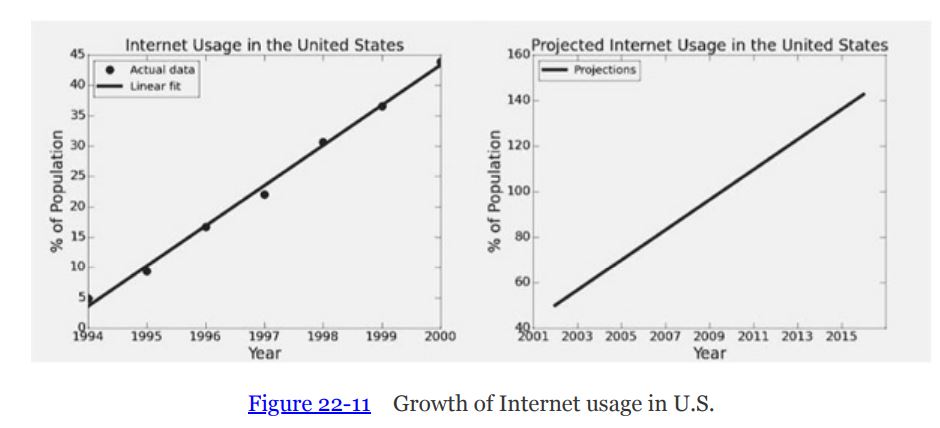 Internet Usage in the United States
45
40
35
30
25
20
15
10
5
0
% of Population
Actual data
Linear fit
1994 1995 1996 1997 1998 1999 2000
Year
Projected Internet Usage in the United States
160
140
120
100
80
60
40
% of Population
Projections
2001 2003 2005 2007 2009 2011 2013 2015
Year
Figure 22-11 Growth of Internet usage in U.S.